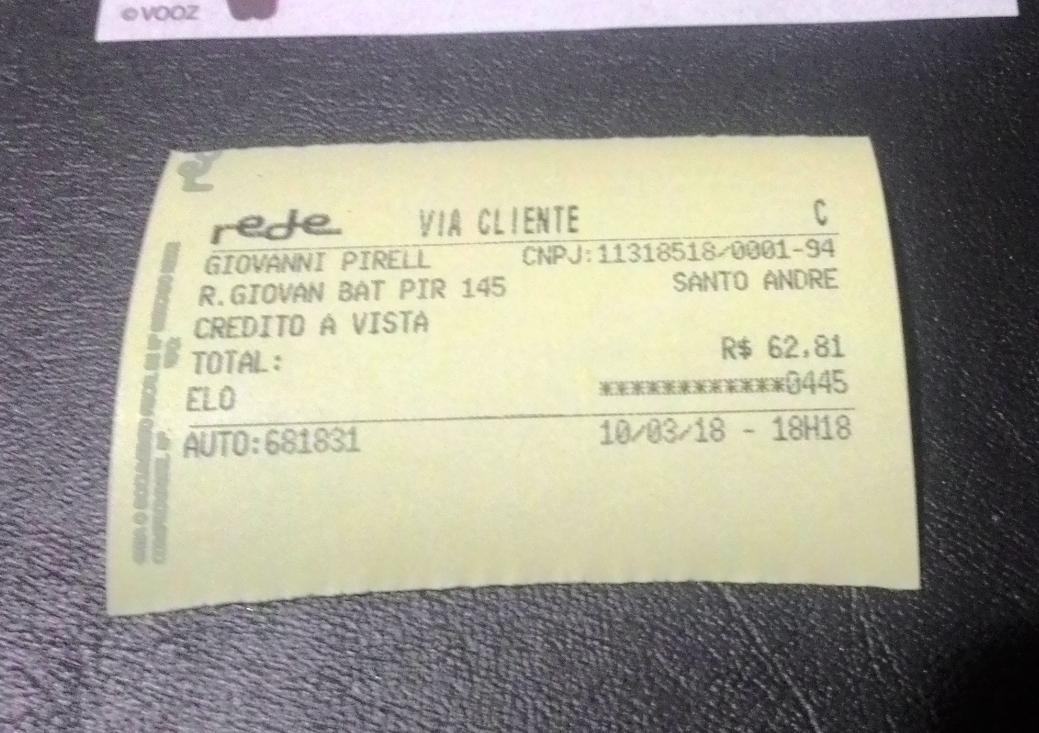 ©VOOZ
rede VIA CLIENTE C
GIOVANNI PIRELL CNPJ:11318518/0001-94
R.GIOVAN BAT PIR 145 SANTO ANDRE
CREDITO A VISTA
TOTAL: R$ 62,81
ELO ************0445
AUTO:681831 10/03/18 - 18H18